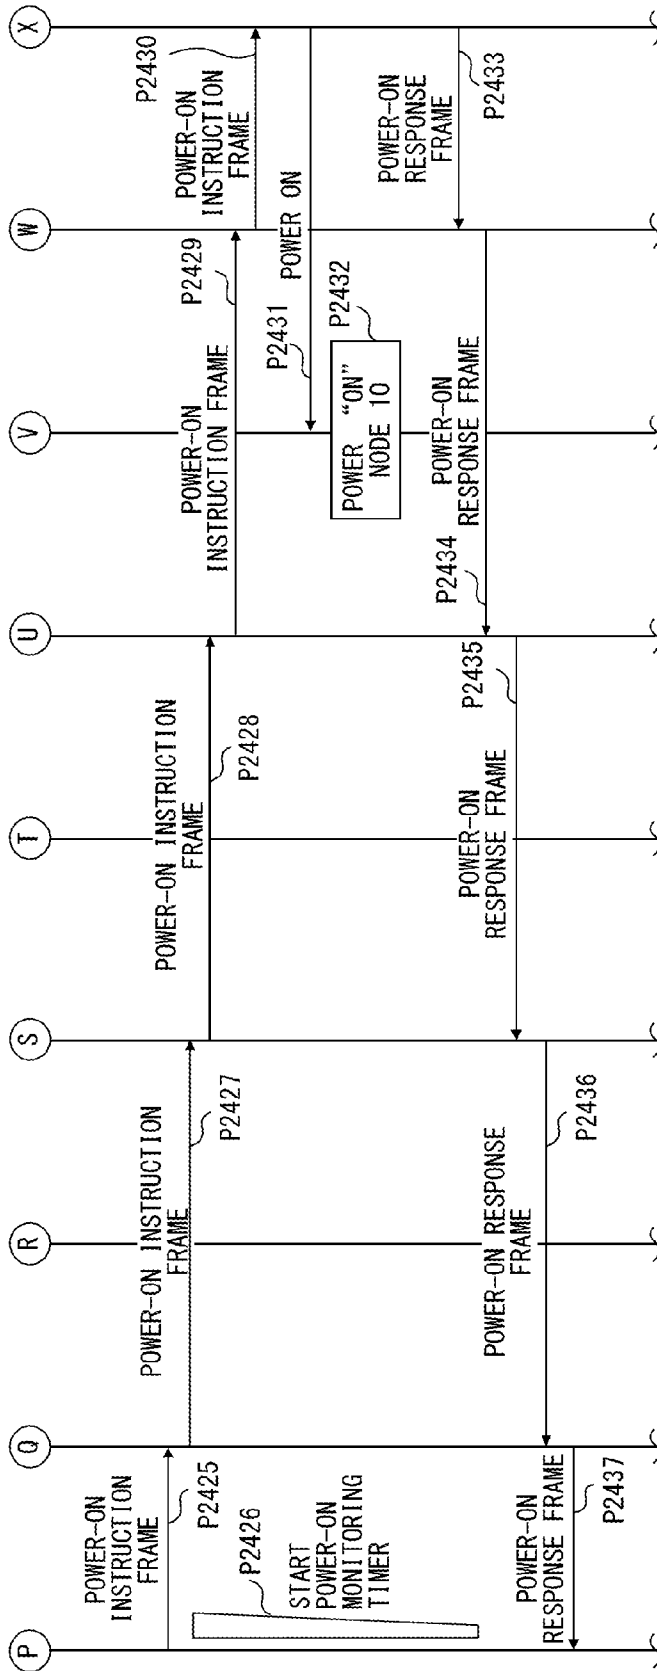 P
Q
R
S
T
U
V
W
X
POWER-ON
INSTRUCTION
FRAME
P2425
P2426
START
POWER-ON
MONITORING
TIMER
POWER-ON INSTRUCTION
FRAME
P2427
POWER-ON INSTRUCTION
FRAME
P2428
POWER-ON
INSTRUCTION FRAME
P2429
POWER-ON
INSTRUCTION
FRAME
P2430
POWER ON
P2431
POWER "ON"
NODE 10
P2432
POWER-ON
RESPONSE
FRAME
P2433
POWER-ON
RESPONSE FRAME
P2434
POWER-ON
RESPONSE FRAME
P2435
POWER-ON RESPONSE
FRAME
P2436
POWER-ON
RESPONSE FRAME
P2437